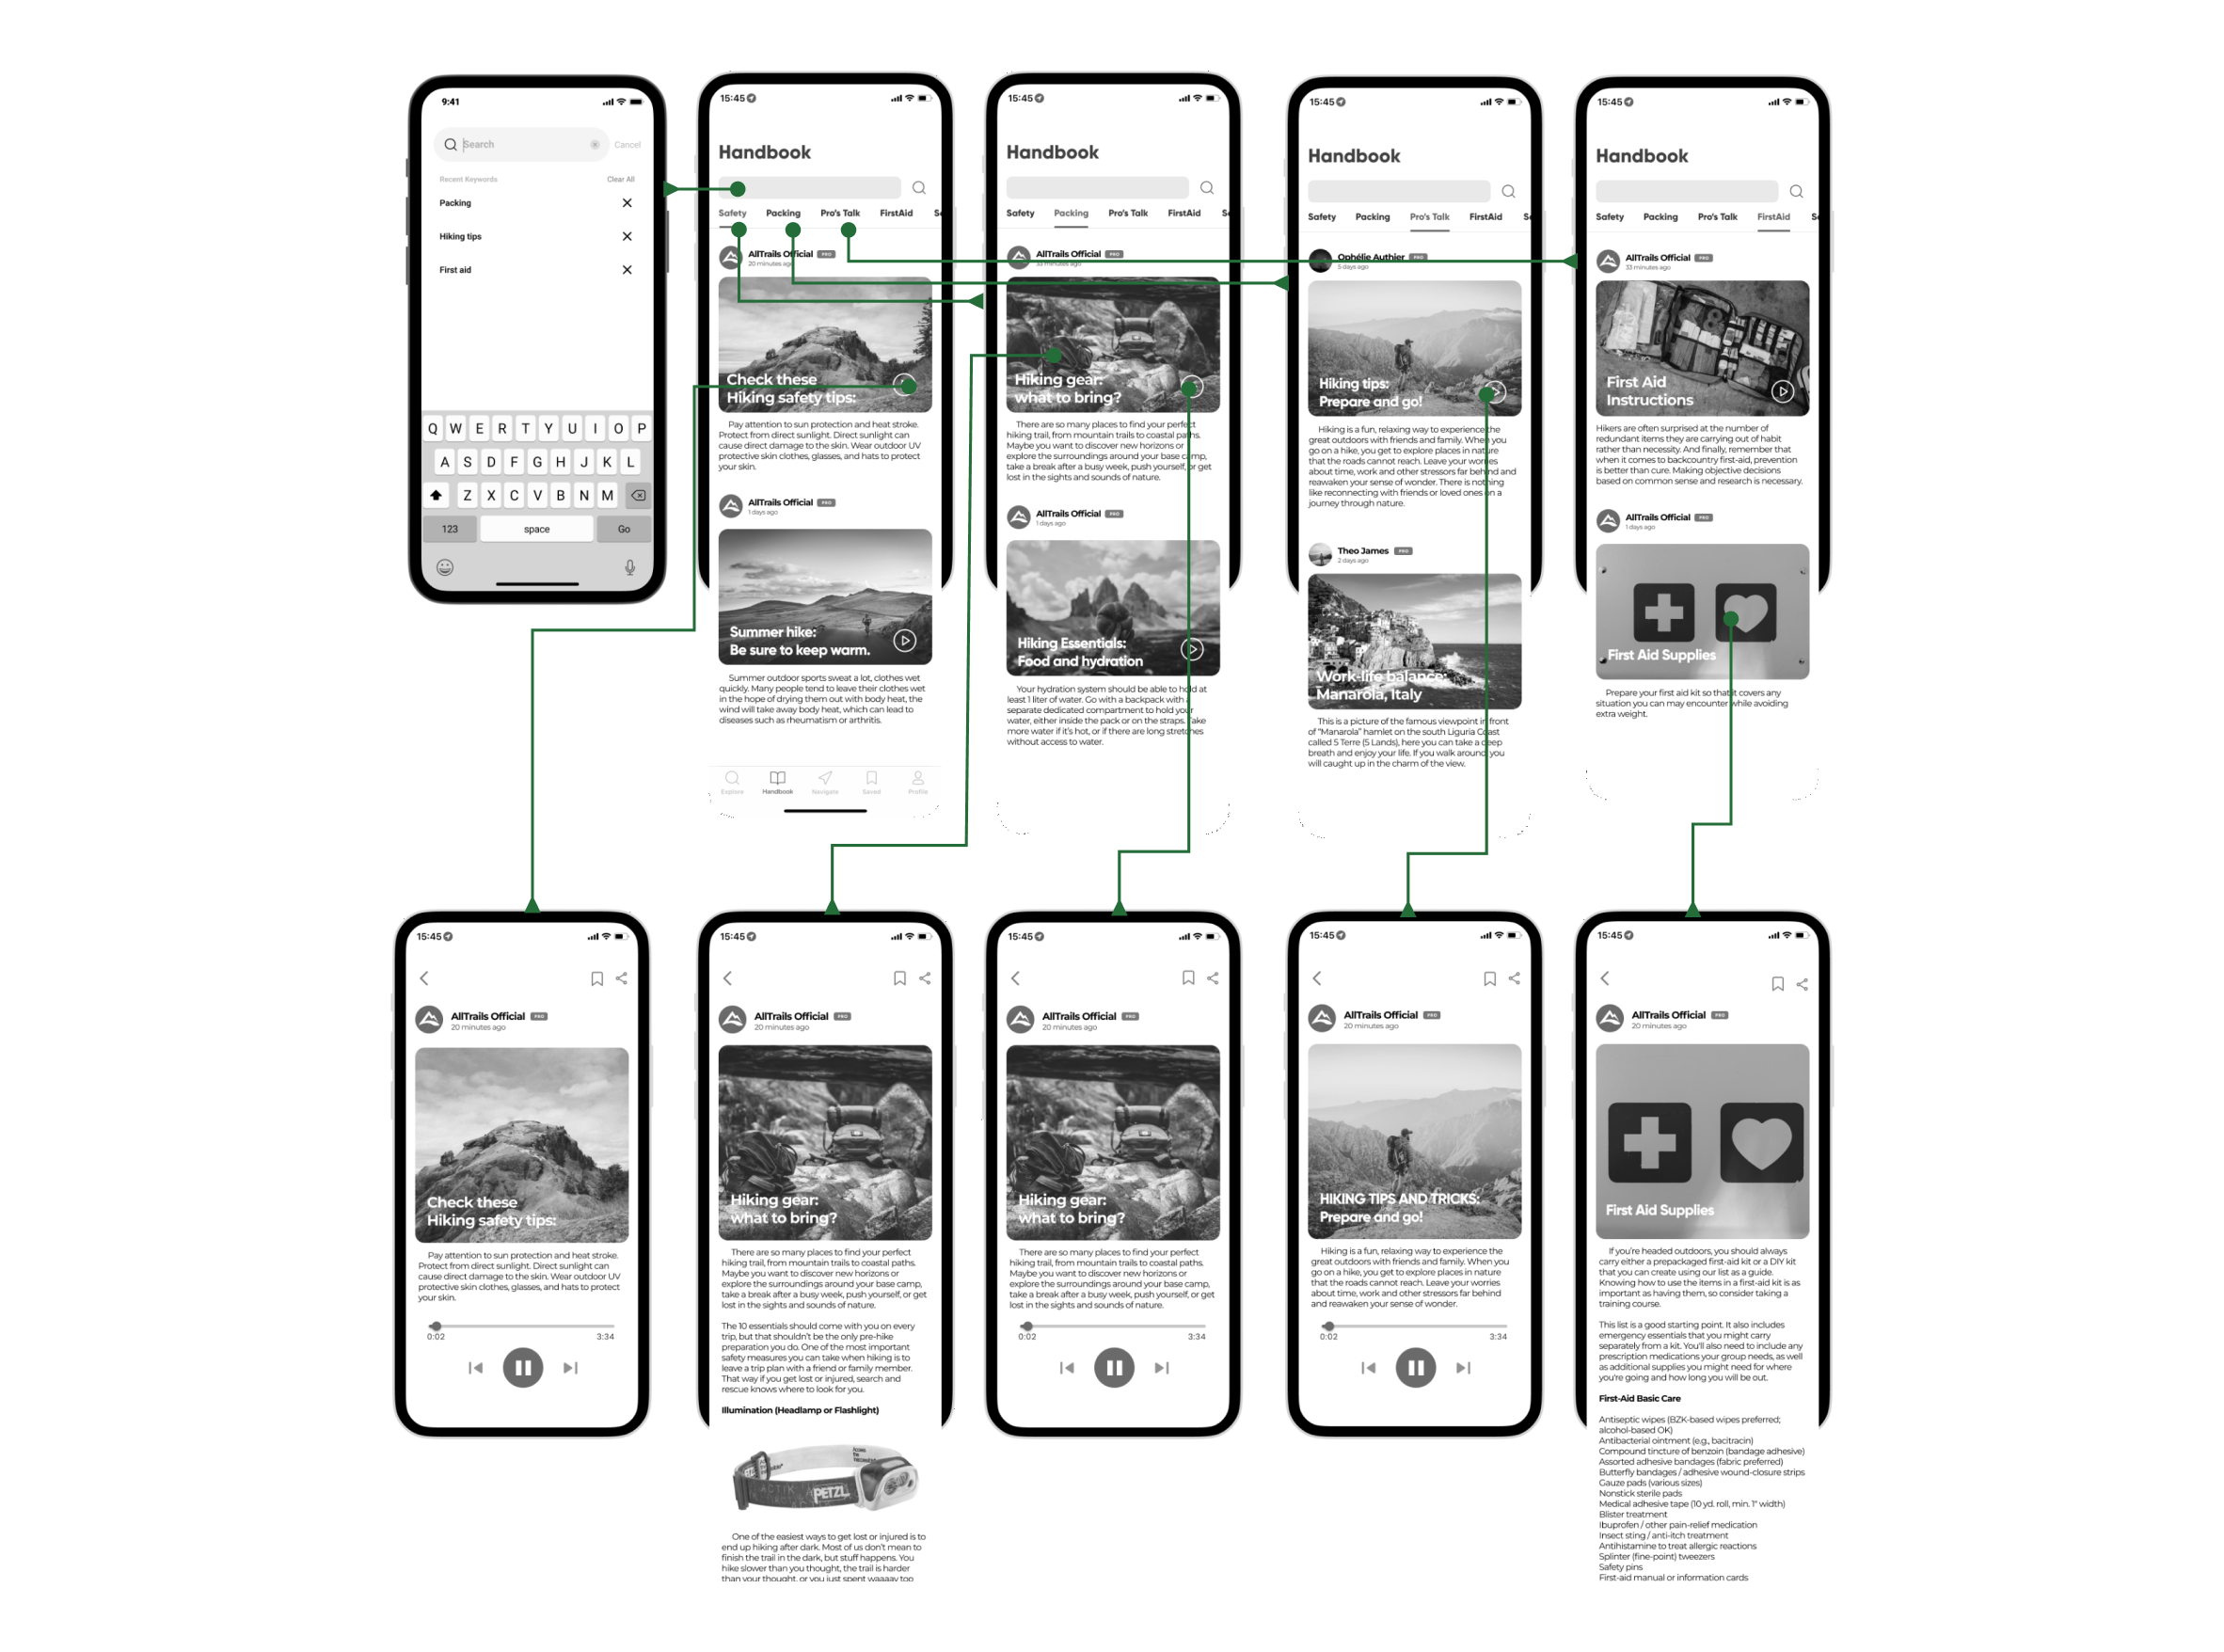 9:41
Search
Cancel
Recent Keywords
Clear All
Packing
Hiking tips
First aid
Q W E R T Y U I O P
A S D F G H J K L
Z X C V B N M
123
space
Go
15:45
Handbook
Safety Packing Pro's Talk FirstAid
AllTrails Official PRO
20 minutes ago
Check these
Hiking safety tips:
Pay attention to sun protection and heat stroke.
Protect from direct sunlight. Direct sunlight can
cause direct damage to the skin. Wear outdoor UV
protective skin clothes, glasses, and hats to protect
your skin.
AllTrails Official PRO
1 days ago
Summer hike:
Be sure to keep warm.
Summer outdoor sports sweat a lot, clothes wet
quickly. Many people tend to leave their clothes wet
in the hope of drying them out with body heat, the
wind will take away body heat, which can lead to
diseases such as rheumatism or arthritis.
Explore Handbook Navigate Saved Profile
15:45
Handbook
Safety Packing Pro's Talk FirstAid
AllTrails Official PRO
33 minutes ago
Hiking gear:
what to bring?
There are so many places to find your perfect
hiking trail, from mountain trails to coastal paths.
Maybe you want to discover new horizons or
explore the surroundings around your base camp,
take a break after a busy week, push yourself, or get
lost in the sights and sounds of nature.
AllTrails Official PRO
1 days ago
Hiking Essentials:
Food and hydration
Your hydration system should be able to hold at
least 1 liter of water. Go with a backpack with a
separate dedicated compartment to hold your
water, either inside the pack or on the straps. Take
more water if it's hot, or if there are long stretches
without access to water.
15:45
Handbook
Safety Packing Pro's Talk FirstAid
Ophélie Authier PRO
5 days ago
Hiking tips:
Prepare and go!
Hiking is a fun, relaxing way to experience the
great outdoors with friends and family. When you
go on a hike, you get to explore places in nature
that the roads cannot reach. Leave your worries
about time, work and other stressors far behind and
reawaken your sense of wonder. There is nothing
like reconnecting with friends or loved ones on a
journey through nature.
Theo James PRO
2 days ago
Work-life balance:
Manarola, Italy
This is a picture of the famous viewpoint in front
of "Manarola" hamlet on the south Liguria Coast
called 5 Terre (5 Lands), here you can take a deep
breath and enjoy your life. If you walk around you
will caught up in the charm of the view.
15:45
Handbook
Safety Packing Pro's Talk FirstAid
AllTrails Official PRO
33 minutes ago
First Aid
Instructions
Hikers are often surprised at the number of
redundant items they are carrying out of habit
rather than necessity. And finally, remember that
when it comes to backcountry first-aid, prevention
is better than cure. Making objective decisions
based on common sense and research is necessary.
AllTrails Official PRO
1 days ago
First Aid Supplies
Prepare your first aid kit so that it covers any
situation you can may encounter while avoiding
extra weight.
15:45
AllTrails Official PRO
20 minutes ago
Check these
Hiking safety tips:
Pay attention to sun protection and heat stroke.
Protect from direct sunlight. Direct sunlight can
cause direct damage to the skin. Wear outdoor UV
protective skin clothes, glasses, and hats to protect
your skin.
0:02 3:34
15:45
AllTrails Official PRO
20 minutes ago
Hiking gear:
what to bring?
There are so many places to find your perfect
hiking trail, from mountain trails to coastal paths.
Maybe you want to discover new horizons or
explore the surroundings around your base camp,
take a break after a busy week, push yourself, or get
lost in the sights and sounds of nature.
The 10 essentials should come with you on every
trip, but that shouldn't be the only pre-hike
preparation you do. One of the most important
safety measures you can take when hiking is to
leave a trip plan with a friend or family member.
That way if you get lost or injured, search and
rescue knows where to look for you.
Illumination (Headlamp or Flashlight)
PETZL
ACTIK
One of the easiest ways to get lost or injured is to
end up hiking after dark. Most of us don't mean to
finish the trail in the dark, but stuff happens. You
hike slower than you thought, the trail is harder
than your thought, or you just spent waaaay too
15:45
AllTrails Official PRO
20 minutes ago
Hiking gear:
what to bring?
There are so many places to find your perfect
hiking trail, from mountain trails to coastal paths.
Maybe you want to discover new horizons or
explore the surroundings around your base camp,
take a break after a busy week, push yourself, or get
lost in the sights and sounds of nature.
0:02 3:34
15:45
AllTrails Official PRO
20 minutes ago
HIKING TIPS AND TRICKS:
Prepare and go!
Hiking is a fun, relaxing way to experience the
great outdoors with friends and family. When you
go on a hike, you get to explore places in nature
that the roads cannot reach. Leave your worries
about time, work and other stressors far behind
and reawaken your sense of wonder.
0:02 3:34
15:45
AllTrails Official PRO
20 minutes ago
First Aid Supplies
If you're headed outdoors, you should always
carry either a prepackaged first-aid kit or a DIY kit
that you can create using our list as a guide.
Knowing how to use the items in a first-aid kit is as
important as having them, so consider taking a
training course.
This list is a good starting point. It also includes
emergency essentials that you might carry
separately from a kit. You'll also need to include any
prescription medications your group needs, as well
as additional supplies you might need for where
you're going and how long you will be out.
First-Aid Basic Care
Antiseptic wipes (BZK-based wipes preferred;
alcohol-based OK)
Antibacterial ointment (e.g., bacitracin)
Compound tincture of benzoin (bandage adhesive)
Assorted adhesive bandages (fabric preferred)
Butterfly bandages / adhesive wound-closure strips
Gauze pads (various sizes)
Nonstick sterile pads
Medical adhesive tape (10 yd. roll, min. 1" width)
Blister treatment
Ibuprofen / other pain-relief medication
Insect sting / anti-itch treatment
Antihistamine to treat allergic reactions
Splinter (fine-point) tweezers
Safety pins
First-aid manual or information cards